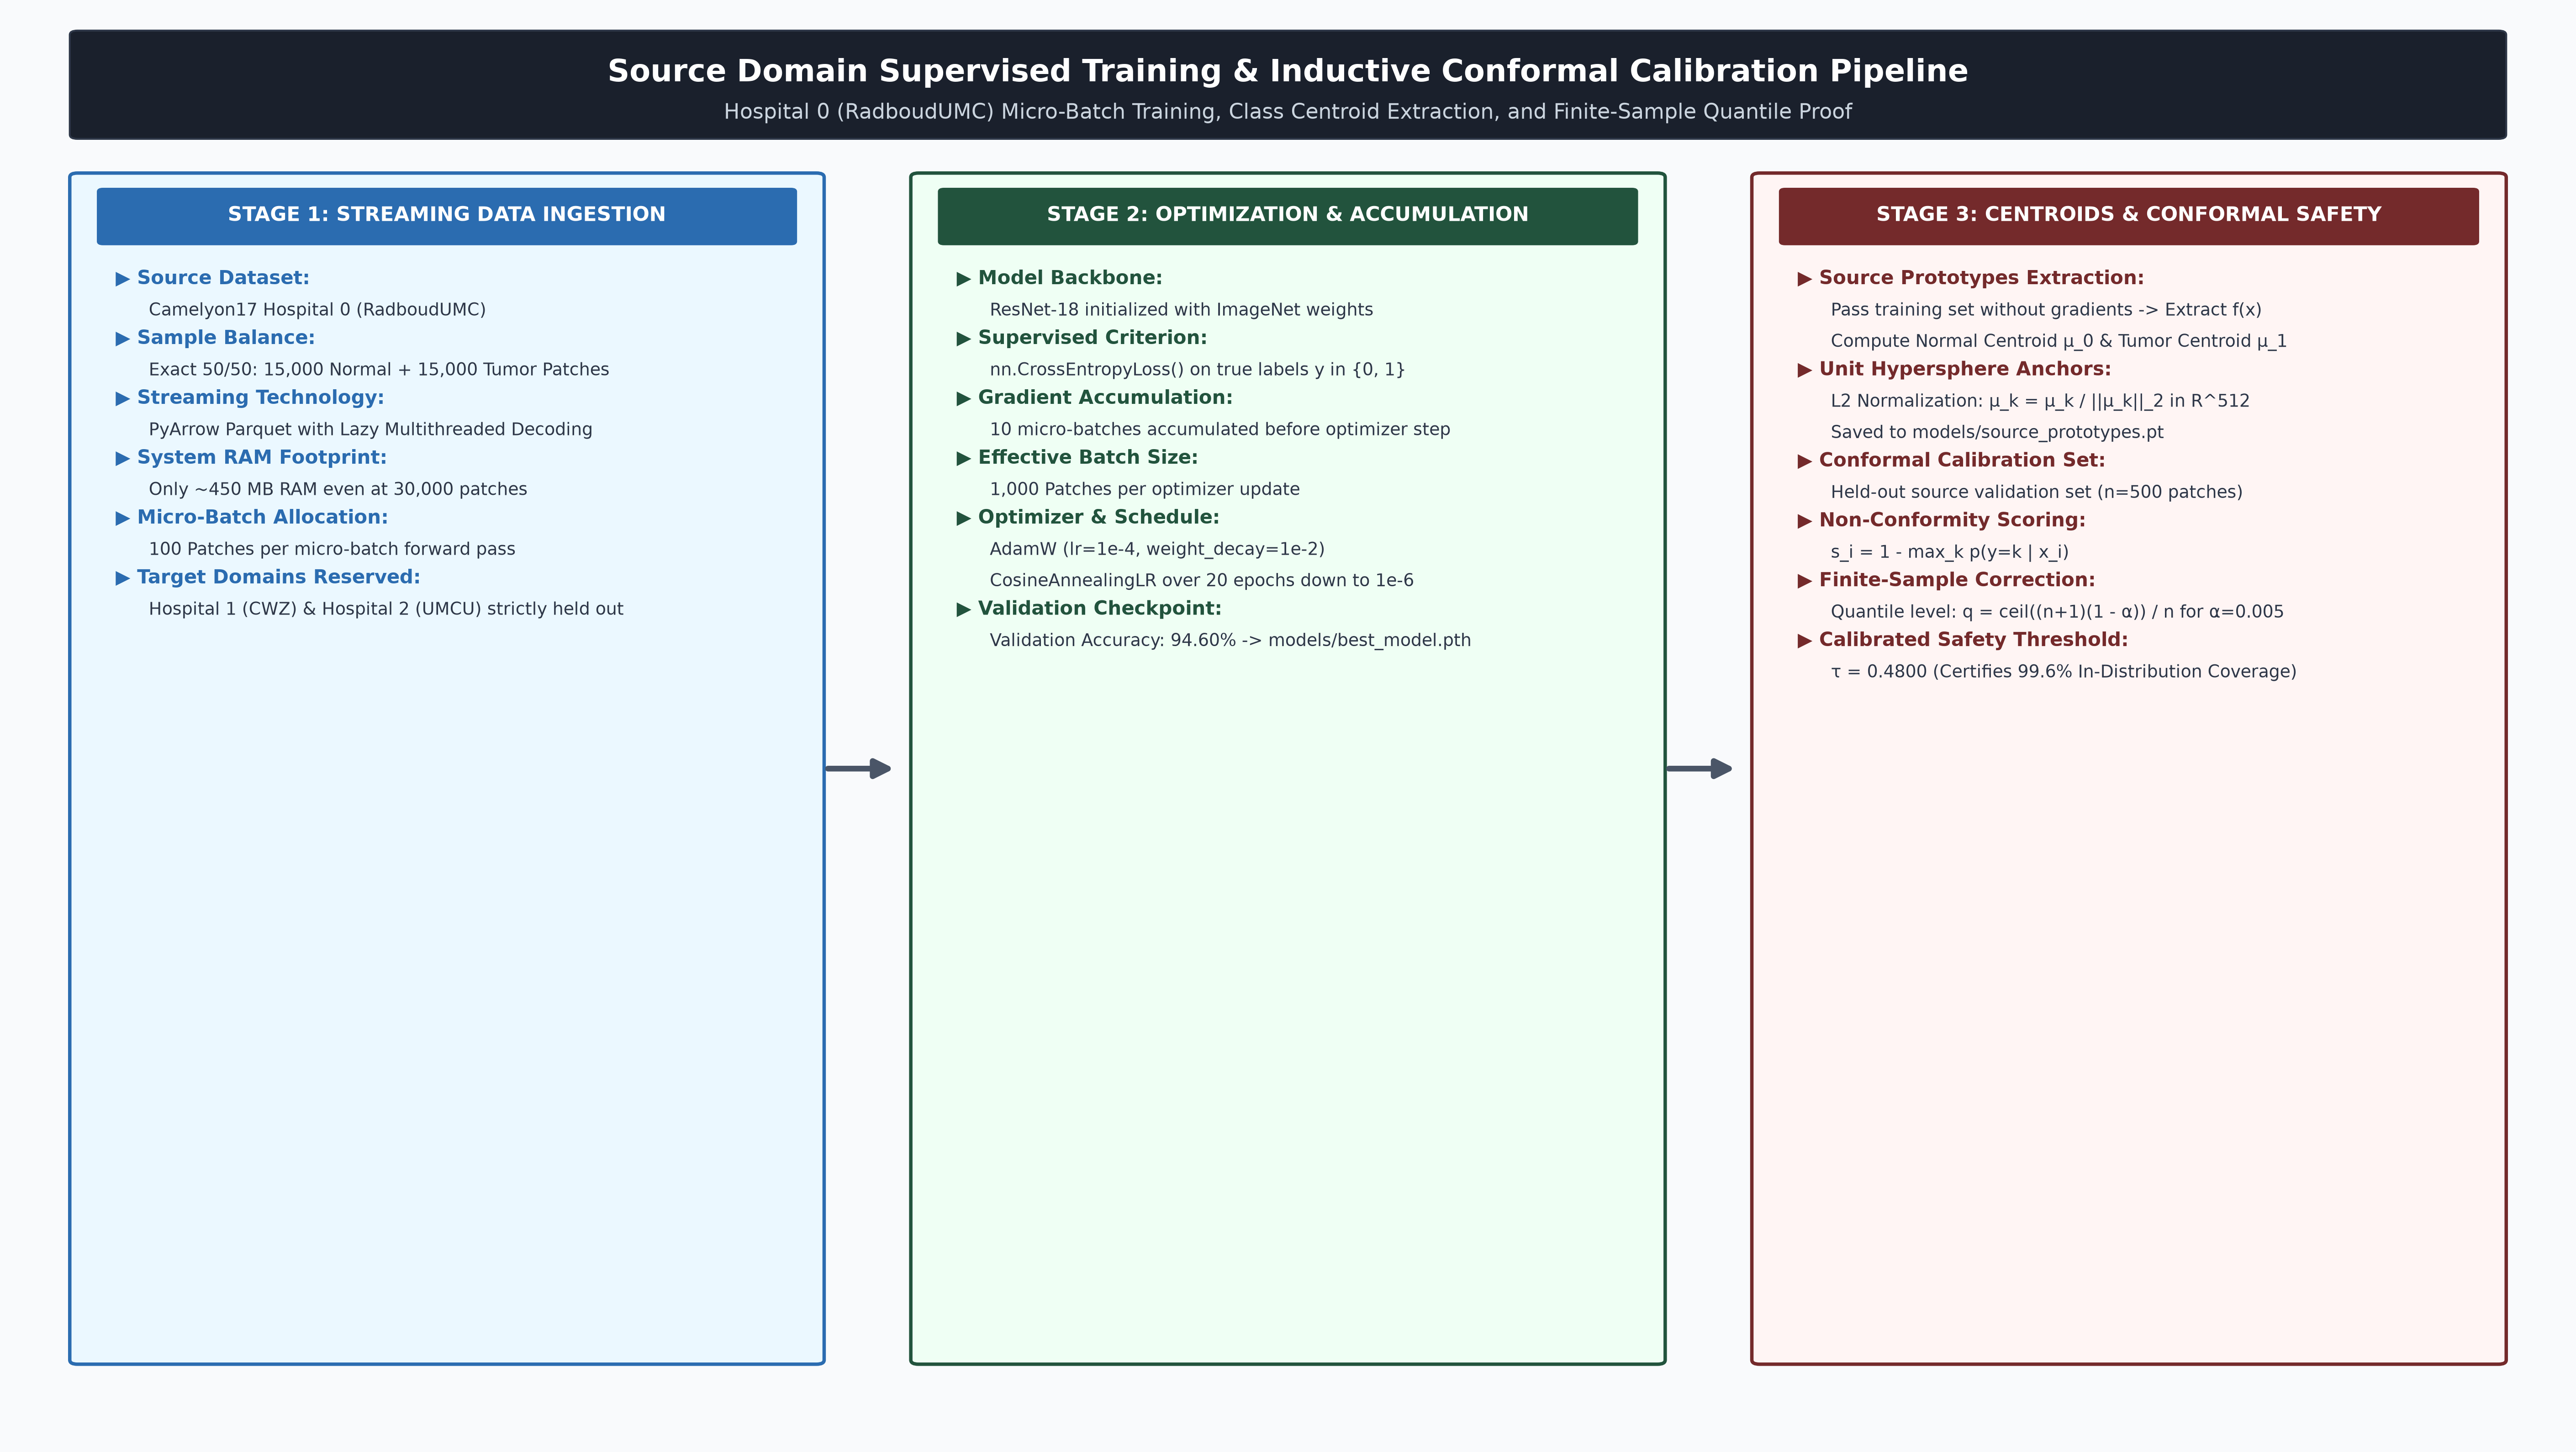 Source Domain Supervised Training & Inductive Conformal Calibration Pipeline
Hospital 0 (RadboudUMC) Micro-Batch Training, Class Centroid Extraction, and Finite-Sample Quantile Proof
STAGE 1: STREAMING DATA INGESTION
▶ Source Dataset:
Camelyon17 Hospital 0 (RadboudUMC)
▶ Sample Balance:
Exact 50/50: 15,000 Normal + 15,000 Tumor Patches
▶ Streaming Technology:
PyArrow Parquet with Lazy Multithreaded Decoding
▶ System RAM Footprint:
Only ~450 MB RAM even at 30,000 patches
▶ Micro-Batch Allocation:
100 Patches per micro-batch forward pass
▶ Target Domains Reserved:
Hospital 1 (CWZ) & Hospital 2 (UMCU) strictly held out
STAGE 2: OPTIMIZATION & ACCUMULATION
▶ Model Backbone:
ResNet-18 initialized with ImageNet weights
▶ Supervised Criterion:
nn.CrossEntropyLoss() on true labels y in {0, 1}
▶ Gradient Accumulation:
10 micro-batches accumulated before optimizer step
▶ Effective Batch Size:
1,000 Patches per optimizer update
▶ Optimizer & Schedule:
AdamW (lr=1e-4, weight_decay=1e-2)
CosineAnnealingLR over 20 epochs down to 1e-6
▶ Validation Checkpoint:
Validation Accuracy: 94.60% -> models/best_model.pth
STAGE 3: CENTROIDS & CONFORMAL SAFETY
▶ Source Prototypes Extraction:
Pass training set without gradients -> Extract f(x)
Compute Normal Centroid μ_0 & Tumor Centroid μ_1
▶ Unit Hypersphere Anchors:
L2 Normalization: μ_k = μ_k / ||μ_k||_2 in R^512
Saved to models/source_prototypes.pt
▶ Conformal Calibration Set:
Held-out source validation set (n=500 patches)
▶ Non-Conformity Scoring:
s_i = 1 - max_k p(y=k | x_i)
▶ Finite-Sample Correction:
Quantile level: q = ceil((n+1)(1 - α)) / n for α=0.005
▶ Calibrated Safety Threshold:
τ = 0.4800 (Certifies 99.6% In-Distribution Coverage)